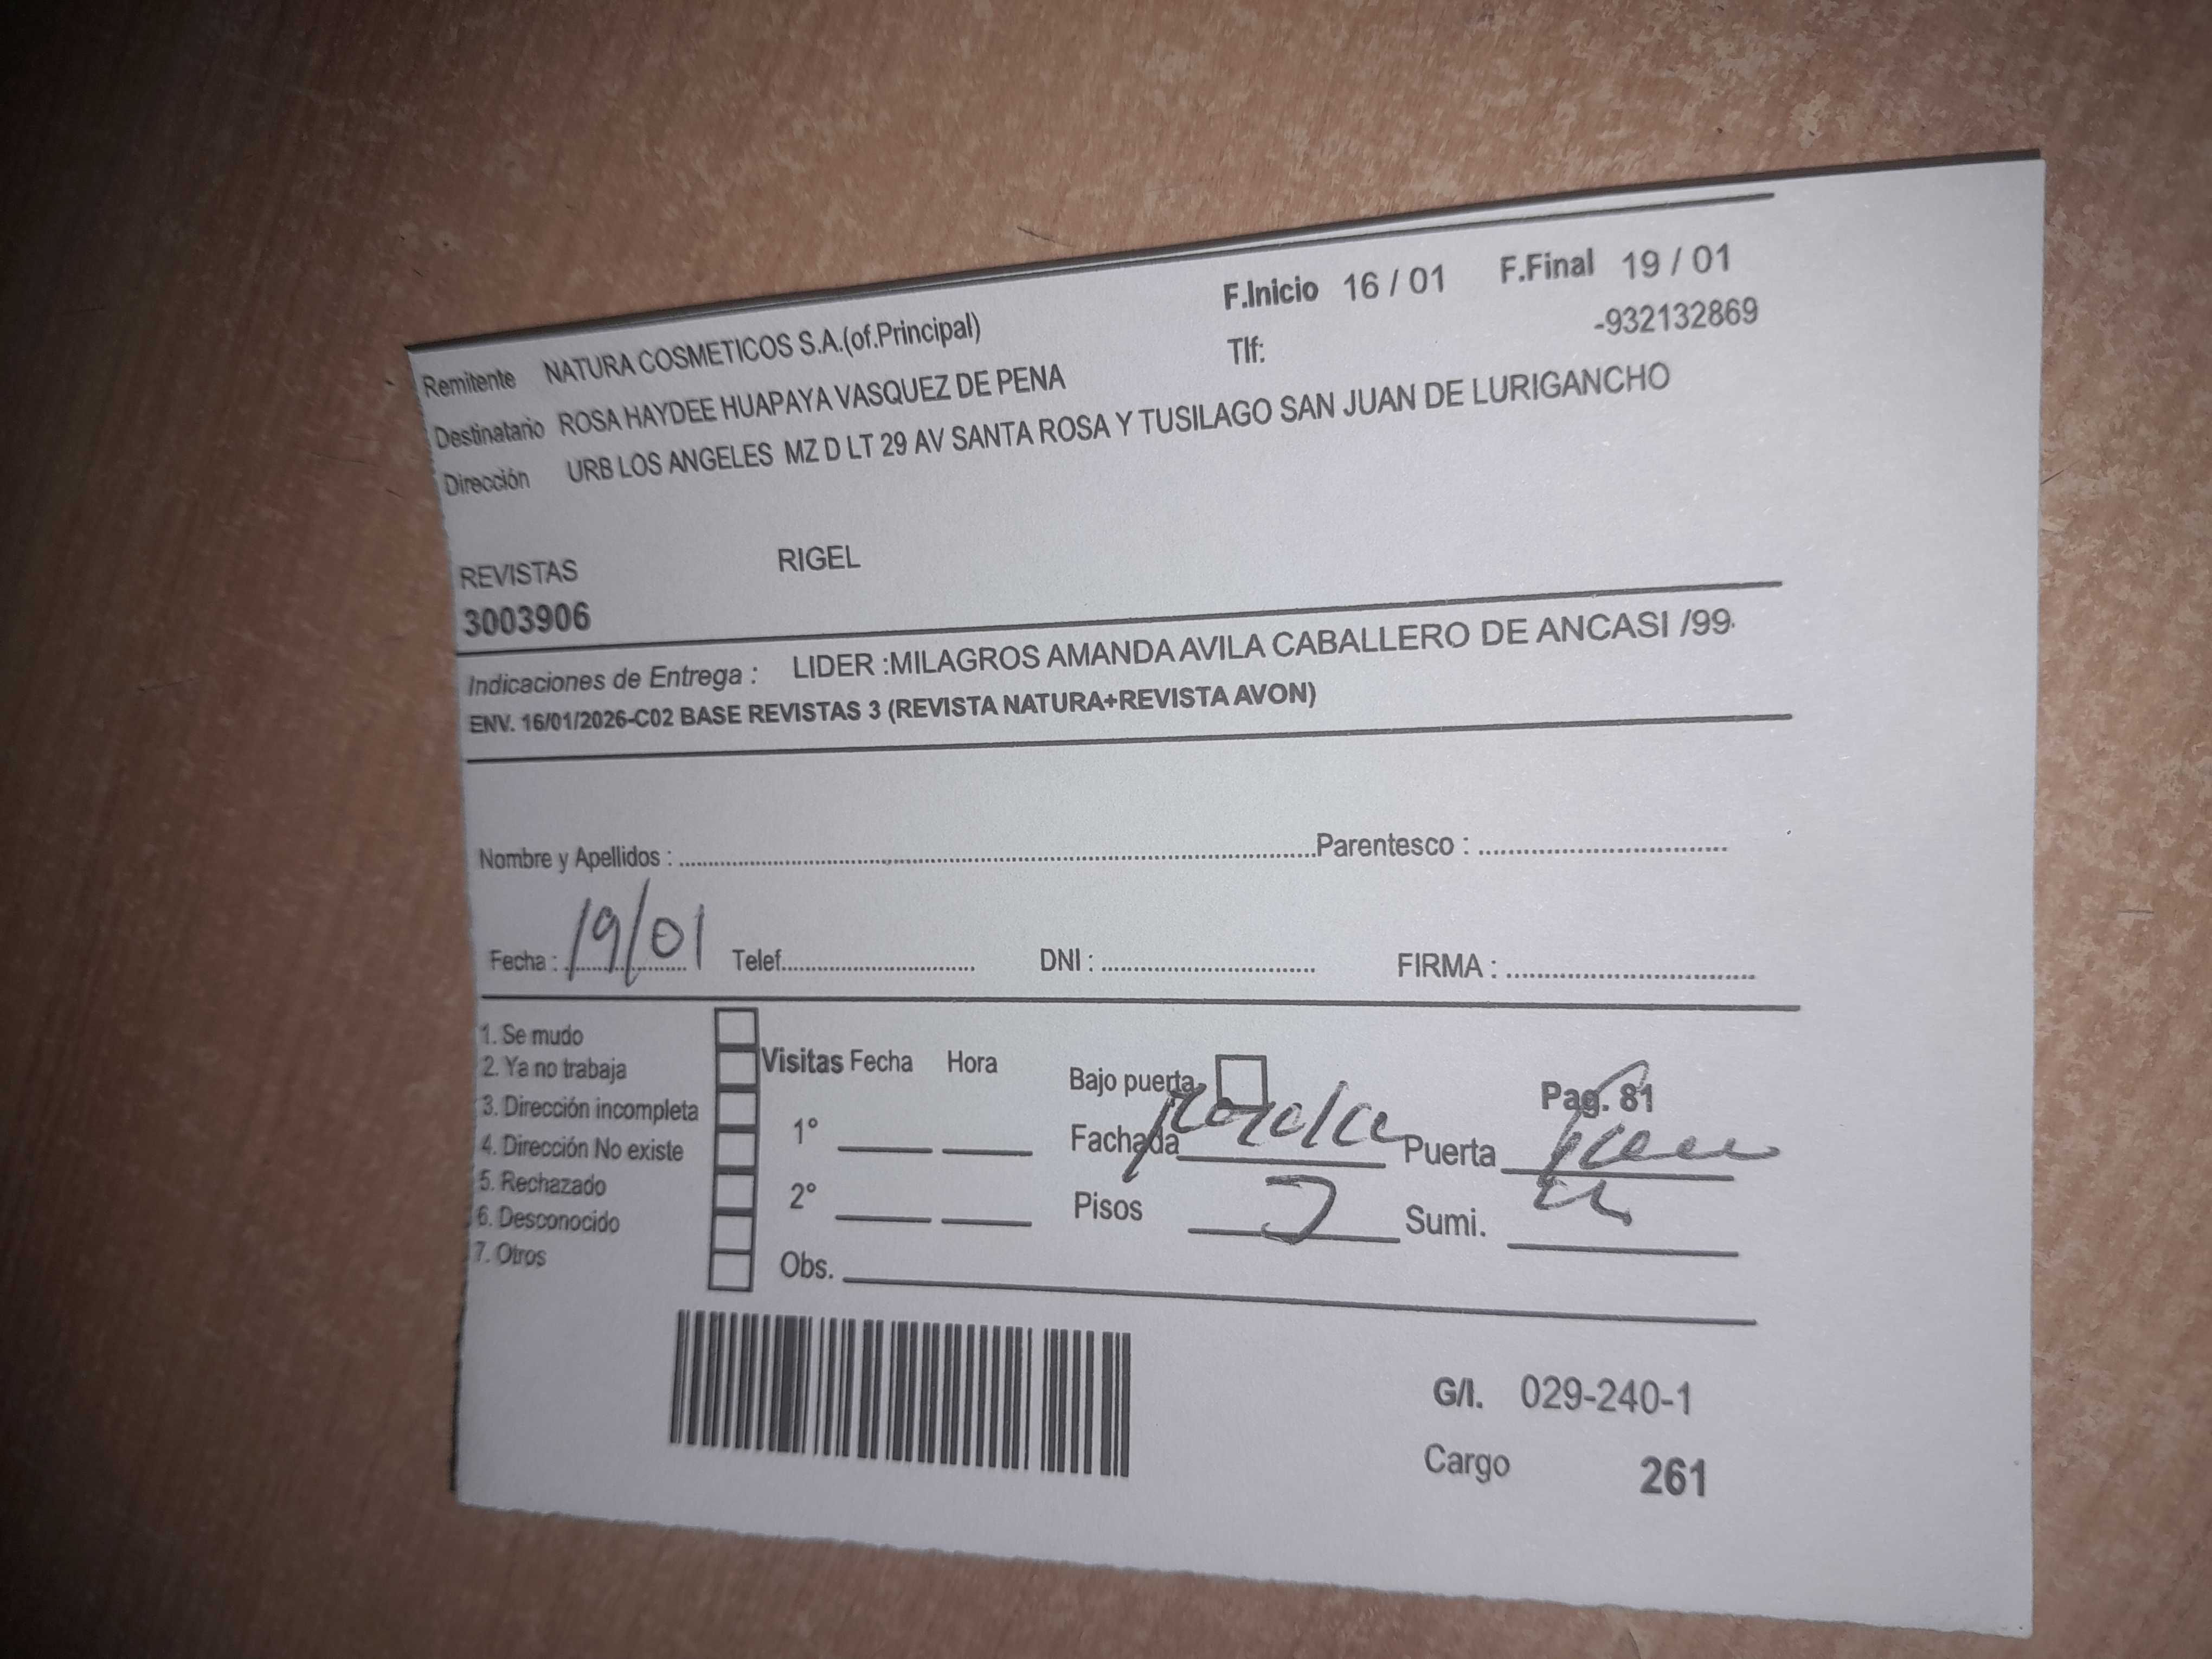 F.Inicio 16 / 01 F.Final 19 / 01
Remitente NATURA COSMETICOS S.A.(of.Principal) Tlf: -932132869
Destinatario ROSA HAYDEE HUAPAYA VASQUEZ DE PENA
Dirección URB LOS ANGELES MZ D LT 29 AV SANTA ROSA Y TUSILAGO SAN JUAN DE LURIGANCHO
REVISTAS RIGEL
3003906
Indicaciones de Entrega : LIDER :MILAGROS AMANDA AVILA CABALLERO DE ANCASI /99
ENV. 16/01/2026-C02 BASE REVISTAS 3 (REVISTA NATURA+REVISTA AVON)
Nombre y Apellidos : Parentesco :
Fecha : 19/01 Telef. DNI : FIRMA :
1. Se mudo
2. Ya no trabaja
3. Dirección incompleta
4. Dirección No existe
5. Rechazado
6. Desconocido
7. Otros
Visitas Fecha Hora
1°
2°
Obs.
Bajo puerta Pag. 81
Fachada Puerta
Pisos Sumi.
G/I. 029-240-1
Cargo 261